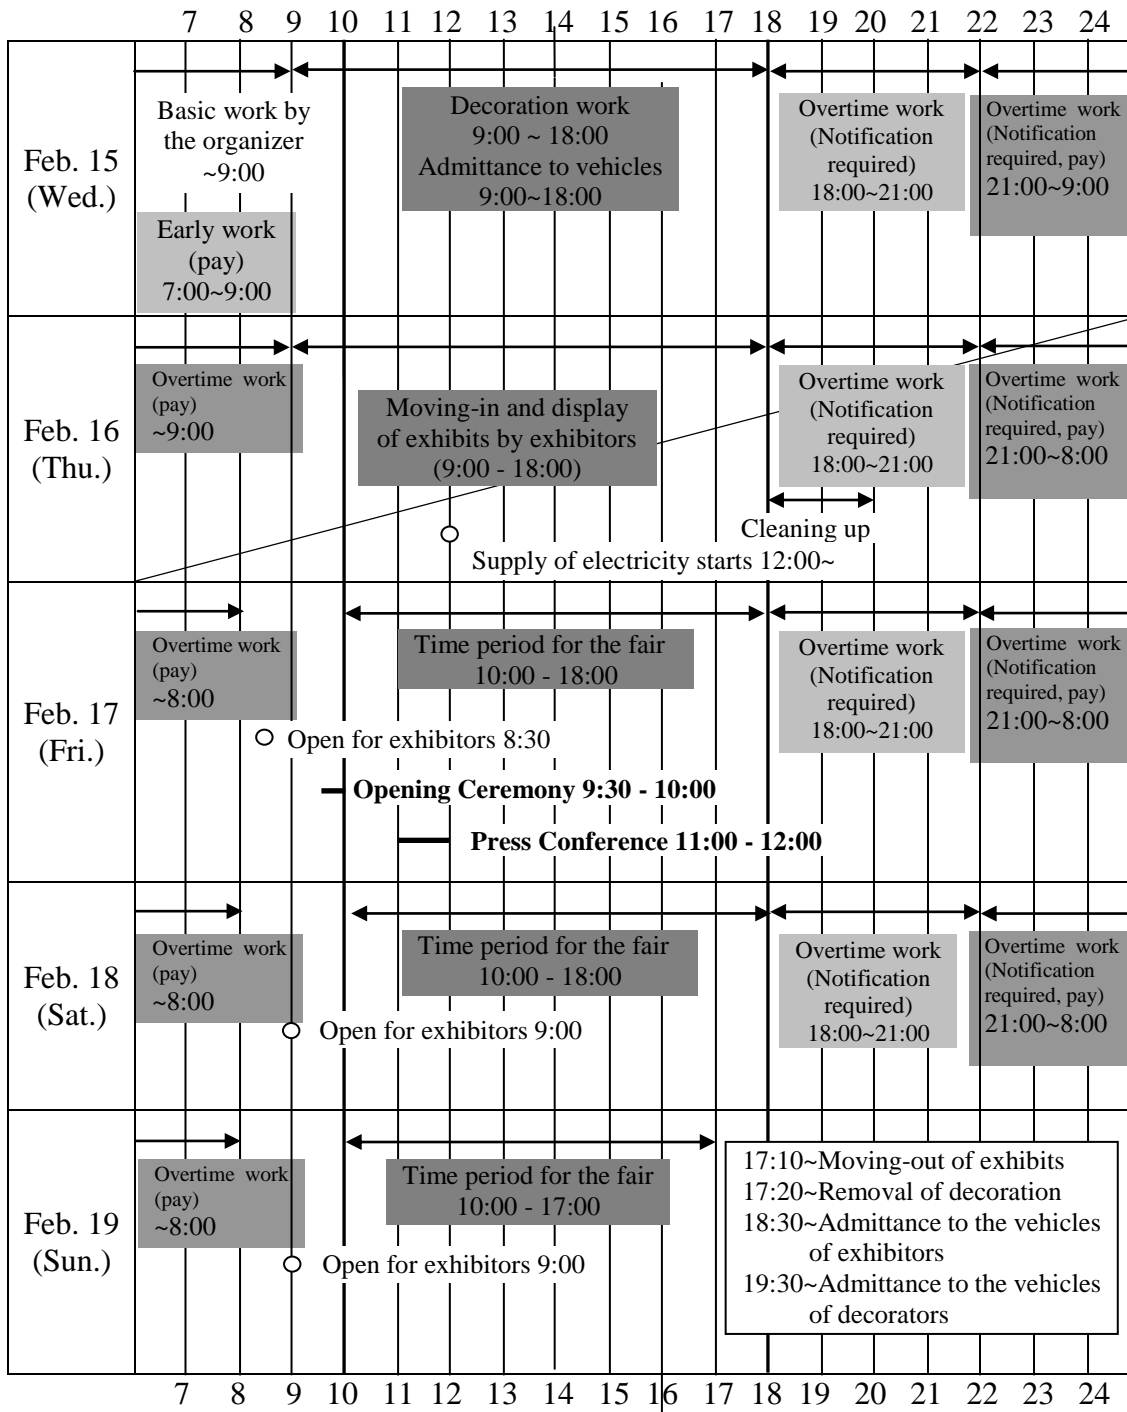 7 8 9 10 11 12 13 14 15 16 17 18 19 20 21 22 23 24
Feb. 15
(Wed.)
Basic work by
the organizer
~9:00
Early work
(pay)
7:00~9:00
Decoration work
9:00 ~ 18:00
Admittance to vehicles
9:00~18:00
Overtime work
(Notification
required)
18:00~21:00
Overtime work
(Notification
required, pay)
21:00~9:00
Feb. 16
(Thu.)
Overtime work
(pay)
~9:00
Moving-in and display
of exhibits by exhibitors
(9:00 - 18:00)
Overtime work
(Notification
required)
18:00~21:00
Overtime work
(Notification
required, pay)
21:00~8:00
Cleaning up
Supply of electricity starts 12:00~
Feb. 17
(Fri.)
Overtime work
(pay)
~8:00
Time period for the fair
10:00 - 18:00
Overtime work
(Notification
required)
18:00~21:00
Overtime work
(Notification
required, pay)
21:00~8:00
Open for exhibitors 8:30
Opening Ceremony 9:30 - 10:00
Press Conference 11:00 - 12:00
Feb. 18
(Sat.)
Overtime work
(pay)
~8:00
Time period for the fair
10:00 - 18:00
Overtime work
(Notification
required)
18:00~21:00
Overtime work
(Notification
required, pay)
21:00~8:00
Open for exhibitors 9:00
Feb. 19
(Sun.)
Overtime work
(pay)
~8:00
Time period for the fair
10:00 - 17:00
Open for exhibitors 9:00
17:10~Moving-out of exhibits
17:20~Removal of decoration
18:30~Admittance to the vehicles
of exhibitors
19:30~Admittance to the vehicles
of decorators
7 8 9 10 11 12 13 14 15 16 17 18 19 20 21 22 23 24